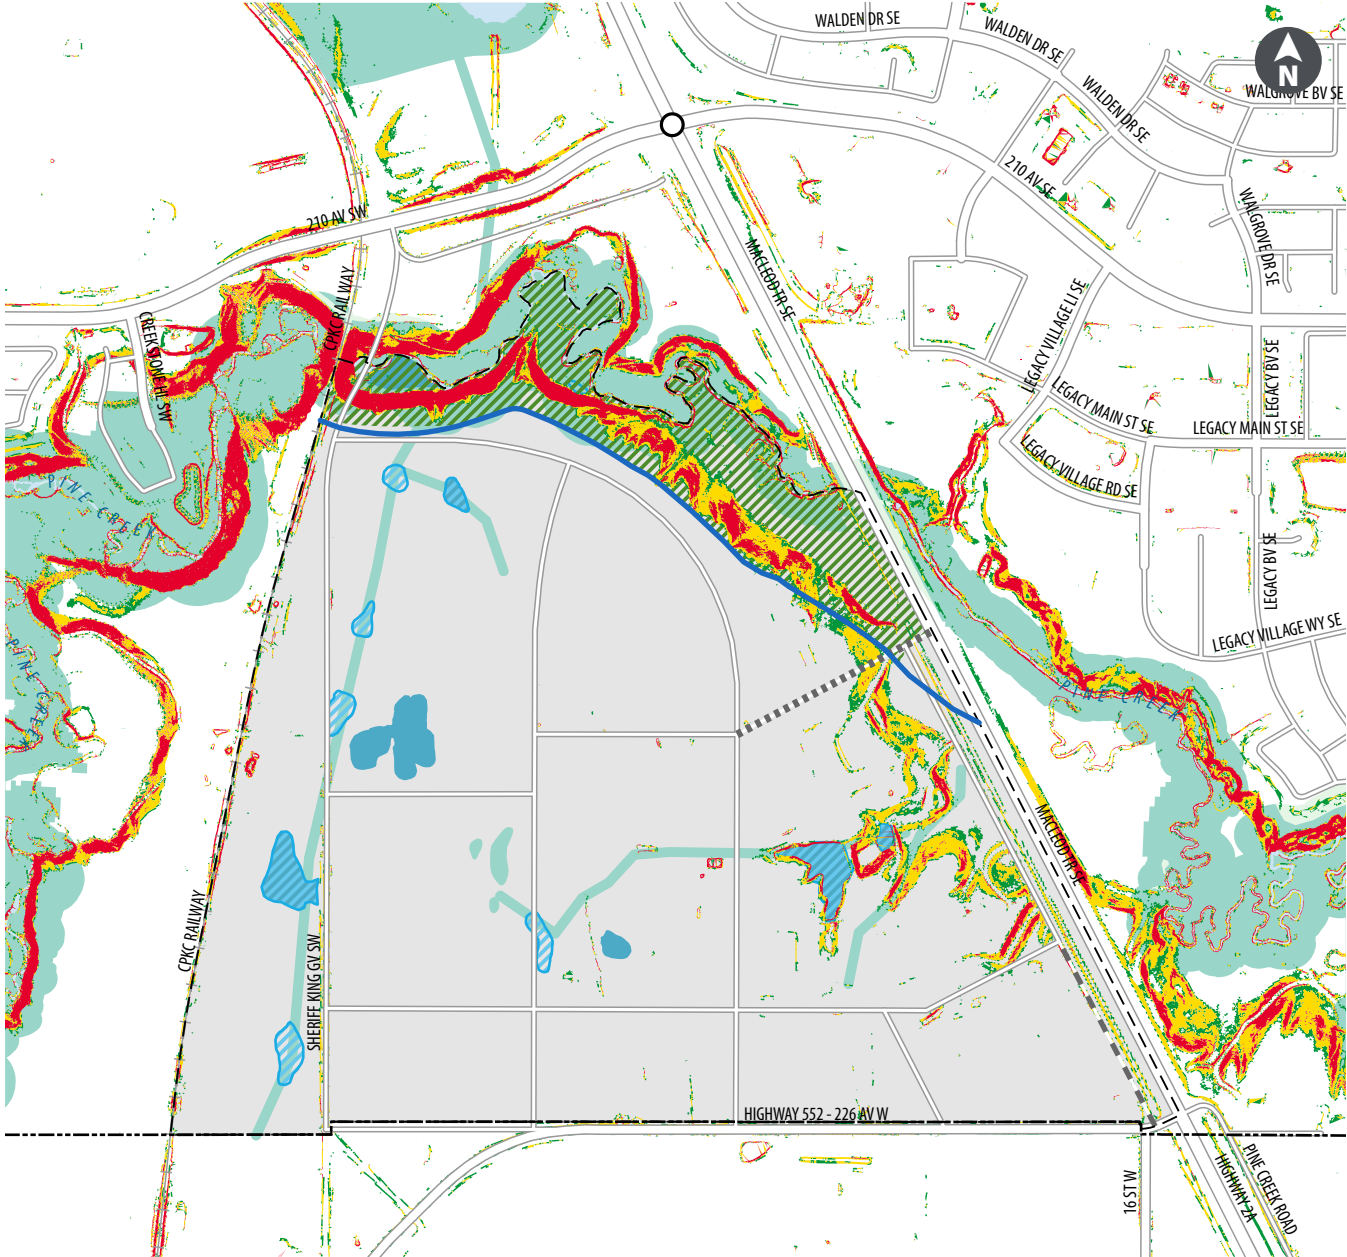 WALDEN DR SE
WALDEN DR SE
N
WALGROVE BV SE
WALDEN DR SE
210 AV SE
WALGROVE DR SE
210 AV SW
MACLEOD TR SE
CPKC RAILWAY
CREEKSTONE HL SW
LEGACY VILLAGE LI SE
LEGACY BV SE
LEGACY MAIN ST SE
LEGACY MAIN ST SE
LEGACY VILLAGE RD SE
PINE CREEK
LEGACY BV SE
LEGACY VILLAGE WY SE
PINE CREEK
PINE CREEK
MACLEOD TR SE
CPKC RAILWAY
SHERIFF KING GV SW
HIGHWAY 552 - 226 AV W
16 ST W
HIGHWAY 2A
PINE CREEK ROAD